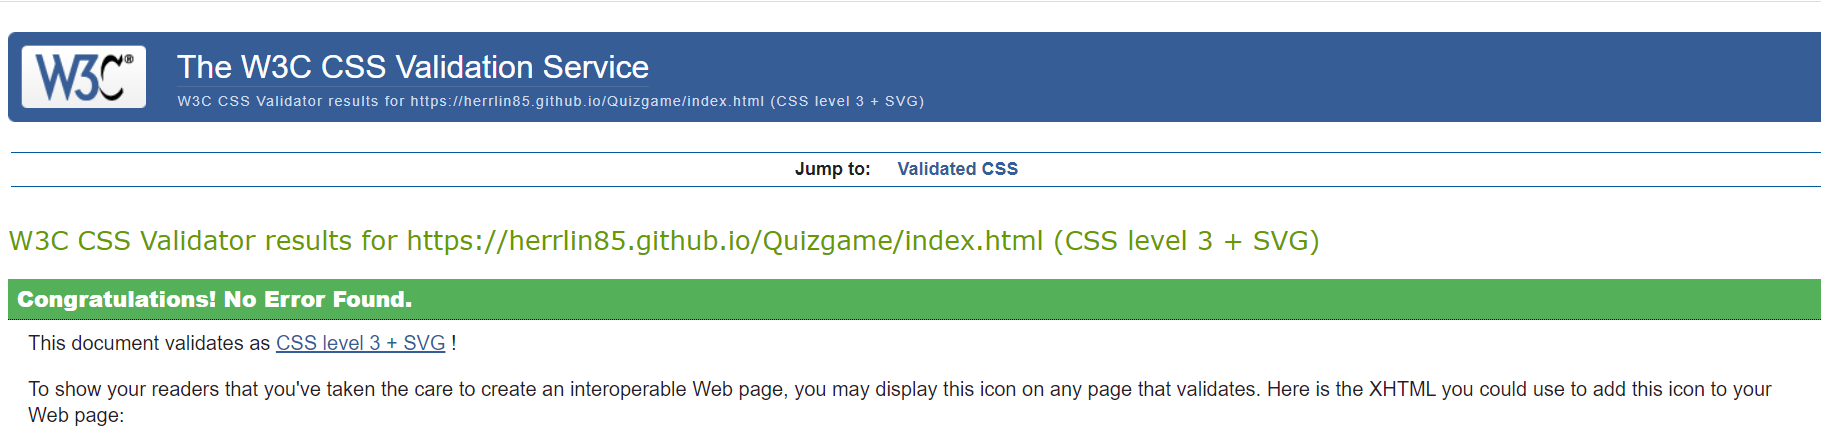 W3C®
The W3C CSS Validation Service
W3C CSS Validator results for https://herrlin85.github.io/Quizgame/index.html (CSS level 3 + SVG)
Jump to: Validated CSS
W3C CSS Validator results for https://herrlin85.github.io/Quizgame/index.html (CSS level 3 + SVG)
Congratulations! No Error Found.
This document validates as CSS level 3 + SVG !
To show your readers that you've taken the care to create an interoperable Web page, you may display this icon on any page that validates. Here is the XHTML you could use to add this icon to your
Web page: